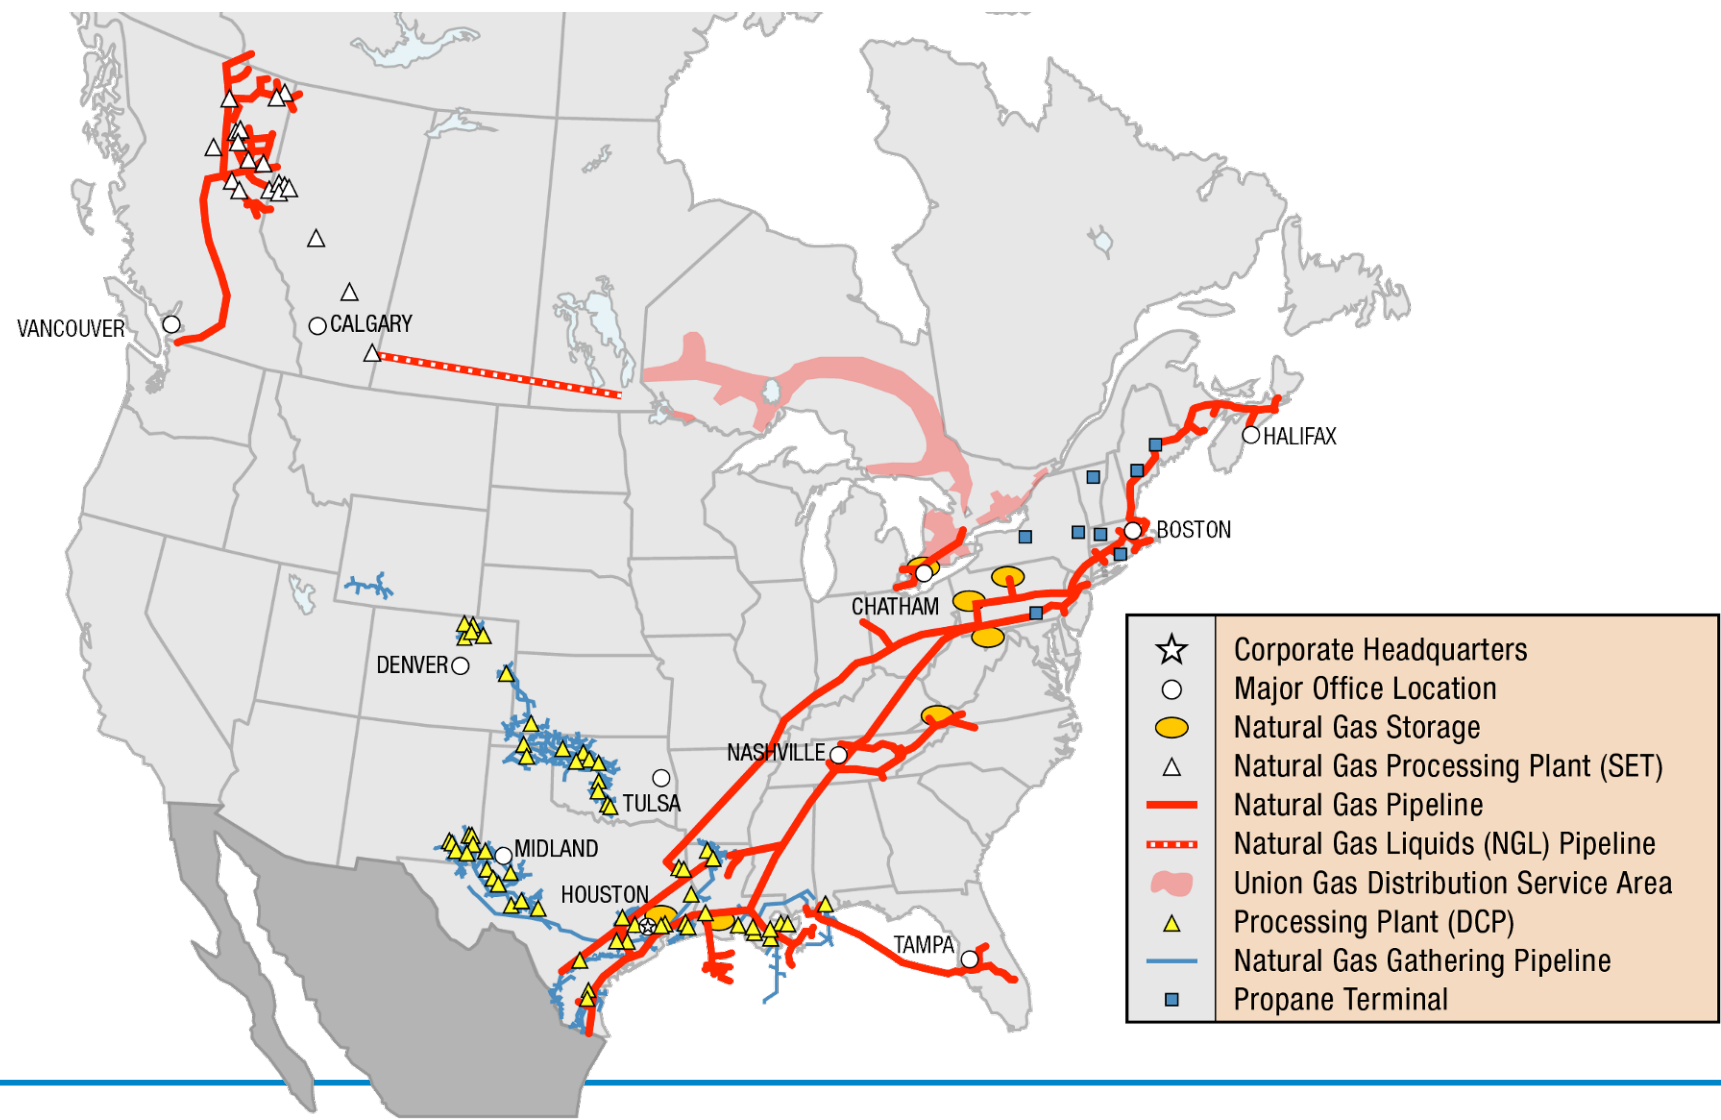 VANCOUVER
CALGARY
HALIFAX
BOSTON
CHATHAM
DENVER
NASHVILLE
TULSA
MIDLAND
HOUSTON
TAMPA
Corporate Headquarters
Major Office Location
Natural Gas Storage
Natural Gas Processing Plant (SET)
Natural Gas Pipeline
Natural Gas Liquids (NGL) Pipeline
Union Gas Distribution Service Area
Processing Plant (DCP)
Natural Gas Gathering Pipeline
Propane Terminal